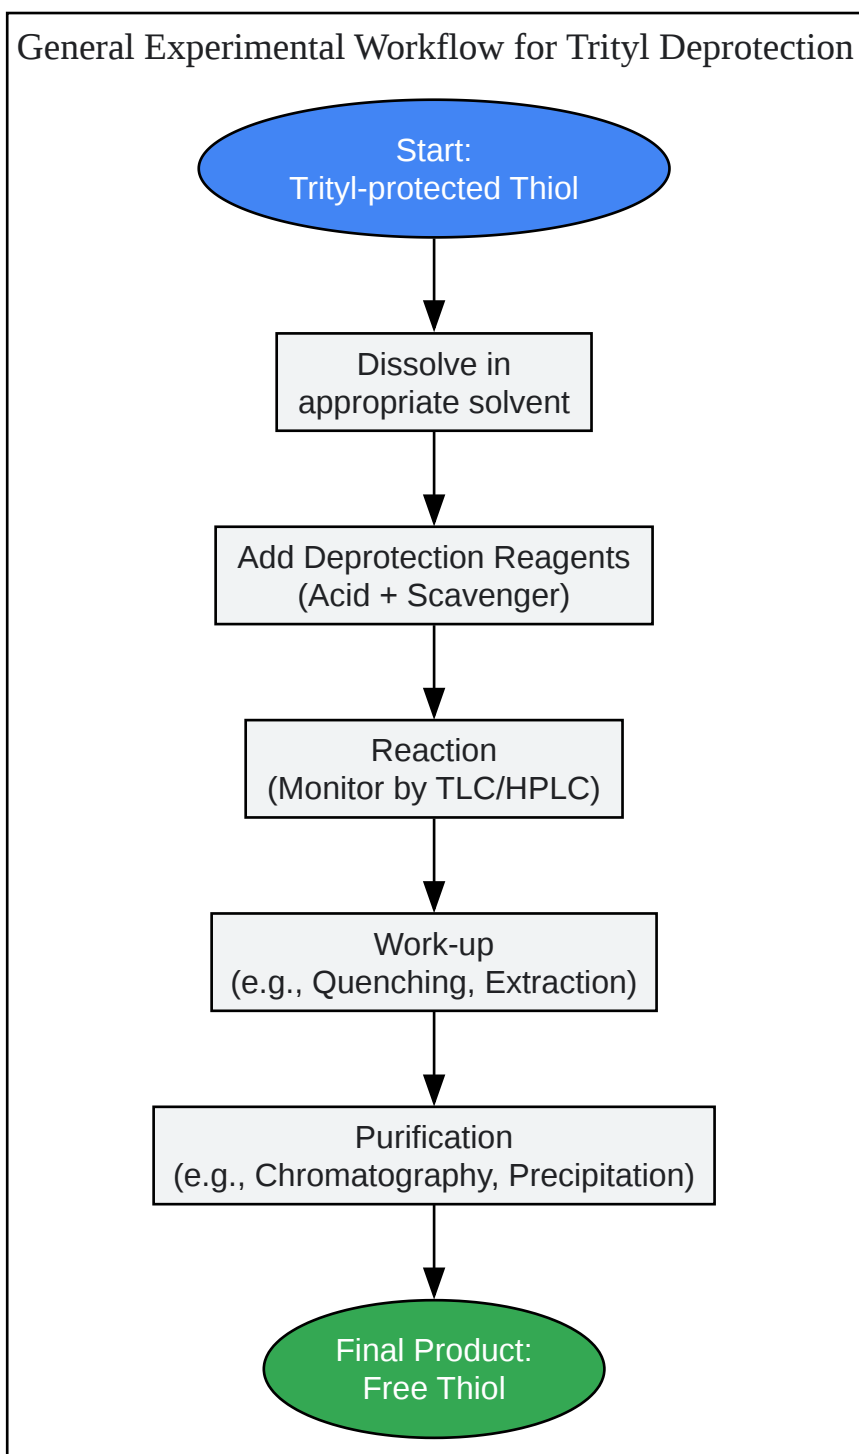 General Experimental Workflow for Trityl Deprotection
Start:
Trityl-protected Thiol
Dissolve in
appropriate solvent
Add Deprotection Reagents
(Acid + Scavenger)
Reaction
(Monitor by TLC/HPLC)
Work-up
(e.g., Quenching, Extraction)
Purification
(e.g., Chromatography, Precipitation)
Final Product:
Free Thiol